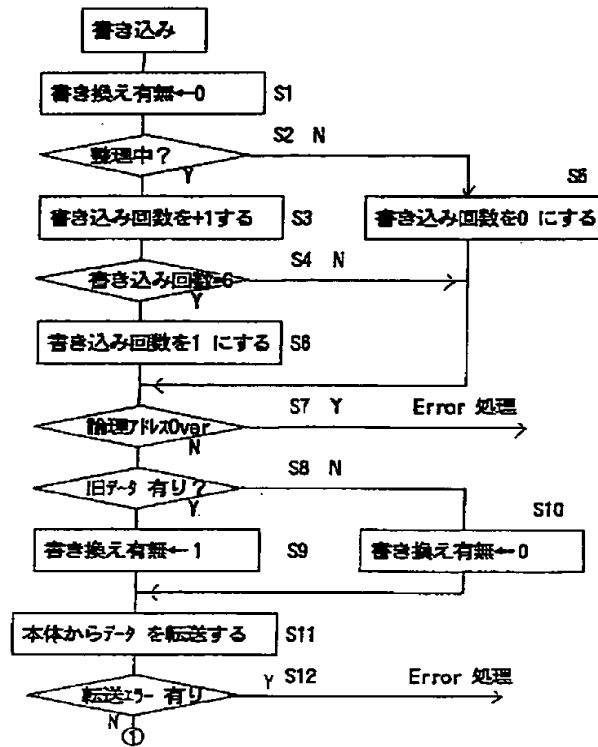 書き込み
書き換え有無←0 S1
S2 N
整理中?
Y
S5
書き込み回数を+1する S3
書き込み回数を0 にする
S4 N
書き込み回数=6
Y
書き込み回数を1 にする S6
S7 Y Error 処理
論理アドレスOver
N
S8 N
旧データ 有り?
Y
S10
書き換え有無←1 S9
書き換え有無←0
本体からデータ を転送する S11
Y S12 Error 処理
転送エラー 有り
N
①